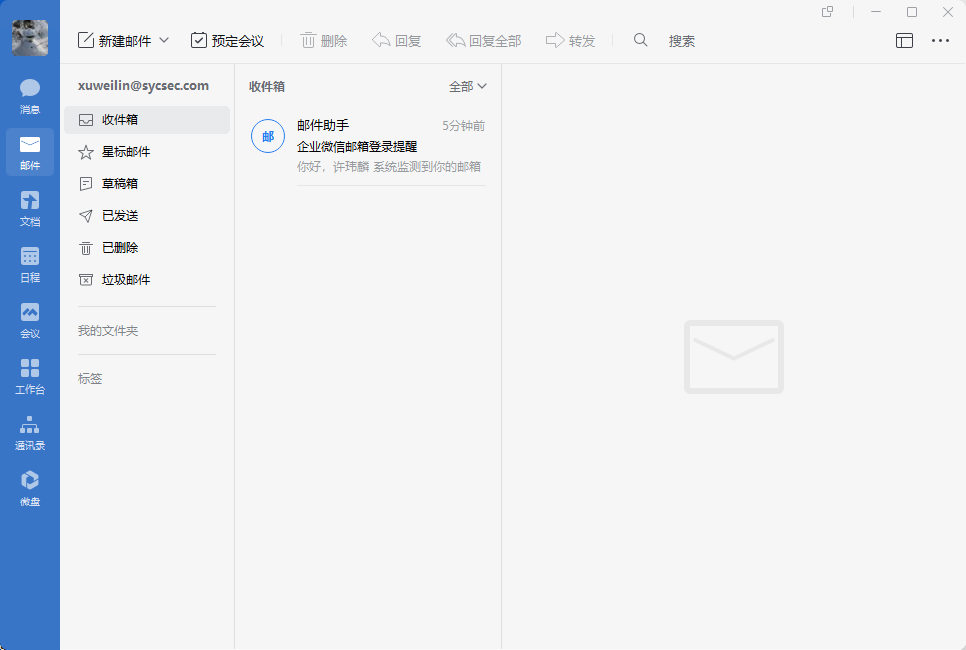 新建邮件
预定会议
删除
回复
回复全部
转发
搜索
消息
邮件
文档
日程
会议
工作台
通讯录
微盘
xuweilin@sycsec.com
收件箱
星标邮件
草稿箱
已发送
已删除
垃圾邮件
我的文件夹
标签
收件箱
全部
邮
邮件助手
5分钟前
企业微信邮箱登录提醒
你好，许玮麟 系统监测到你的邮箱